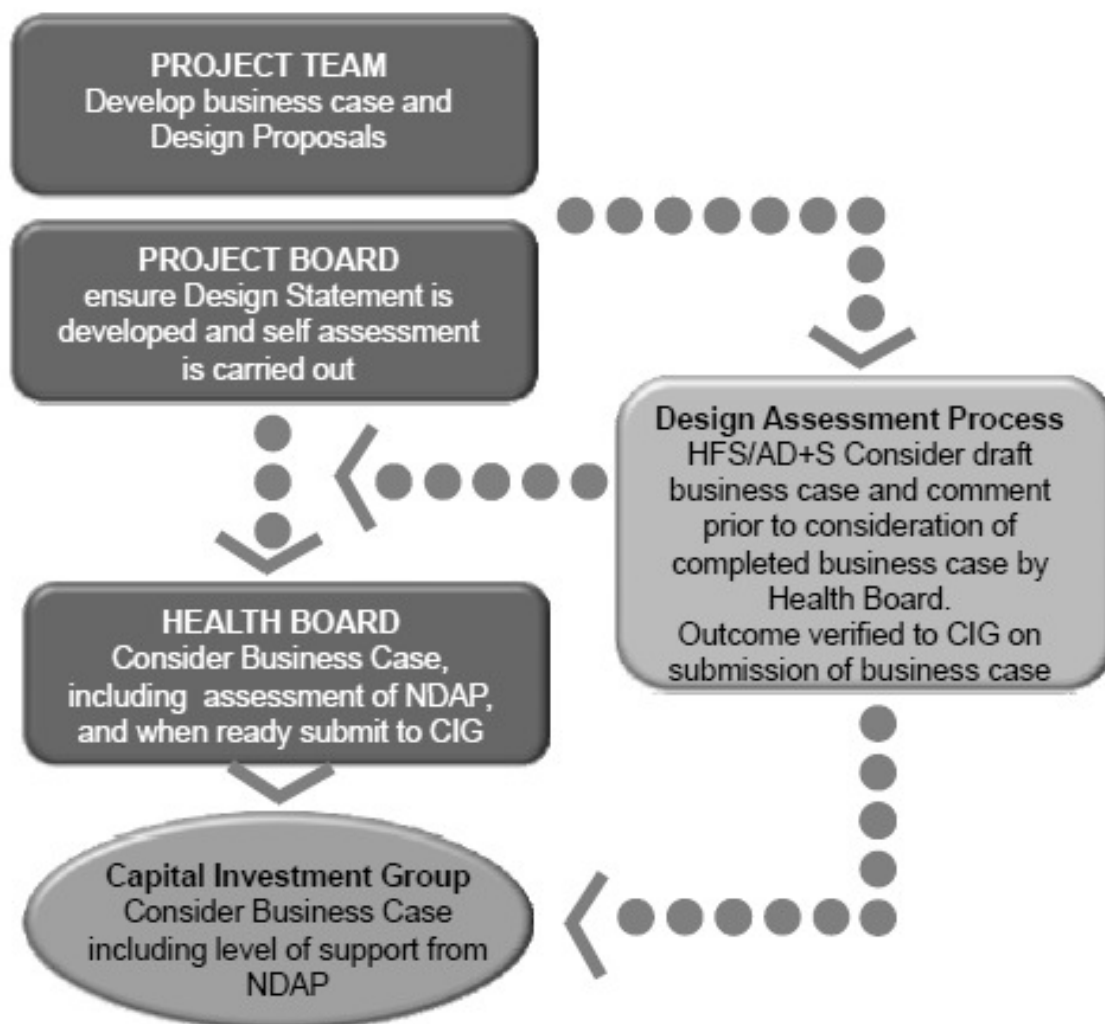 PROJECT TEAM
Develop business case and
Design Proposals
PROJECT BOARD
ensure Design Statement is
developed and self assessment
is carried out
Design Assessment Process
HFS/AD+S Consider draft
business case and comment
prior to consideration of
completed business case by
Health Board.
Outcome verified to CIG on
submission of business case
HEALTH BOARD
Consider Business Case,
including assessment of NDAP,
and when ready submit to CIG
Capital Investment Group
Consider Business Case
including level of support from
NDAP